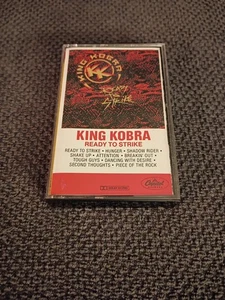 KING KOBRA
READY TO STRIKE
KING KOBRA
READY TO STRIKE
READY TO STRIKE • HUNGER • SHADOW RIDER •
SHAKE UP • ATTENTION • BREAKIN' OUT •
TOUGH GUYS • DANCING WITH DESIRE •
SECOND THOUGHTS • PIECE OF THE ROCK
Capitol